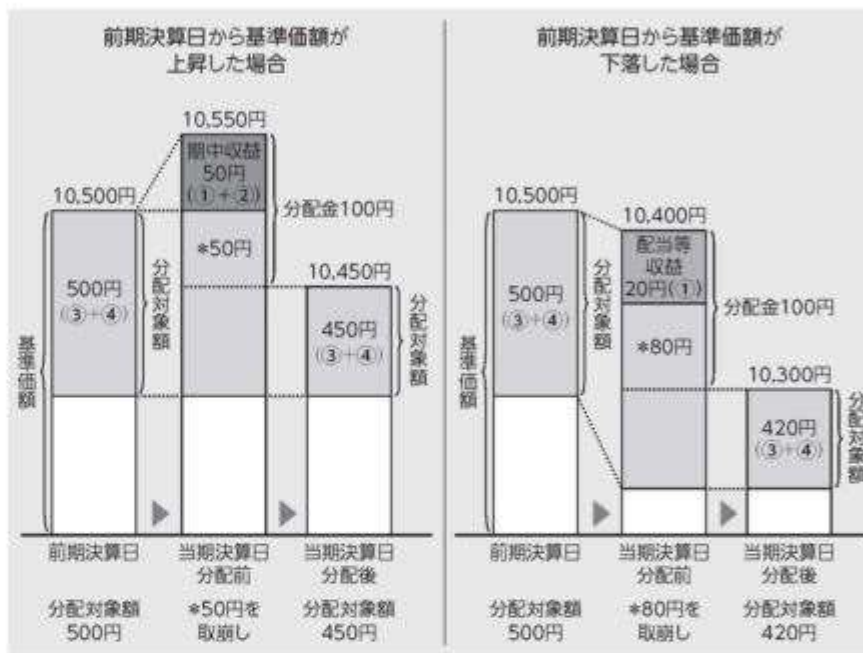 前期決算日から基準価額が
上昇した場合
10,500円
500円
(③+④)
基準価額
分配対象額
10,550円
期中収益
50円
(①+②)
*50円
分配金100円
10,450円
450円
(③+④)
分配対象額
前期決算日
当期決算日
分配前
当期決算日
分配後
分配対象額
500円
*50円を
取崩し
分配対象額
450円
前期決算日から基準価額が
下落した場合
10,500円
500円
(③+④)
基準価額
分配対象額
10,400円
配当等
収益
20円(①)
*80円
分配金100円
10,300円
420円
(③+④)
分配対象額
前期決算日
当期決算日
分配前
当期決算日
分配後
分配対象額
500円
*80円を
取崩し
分配対象額
420円